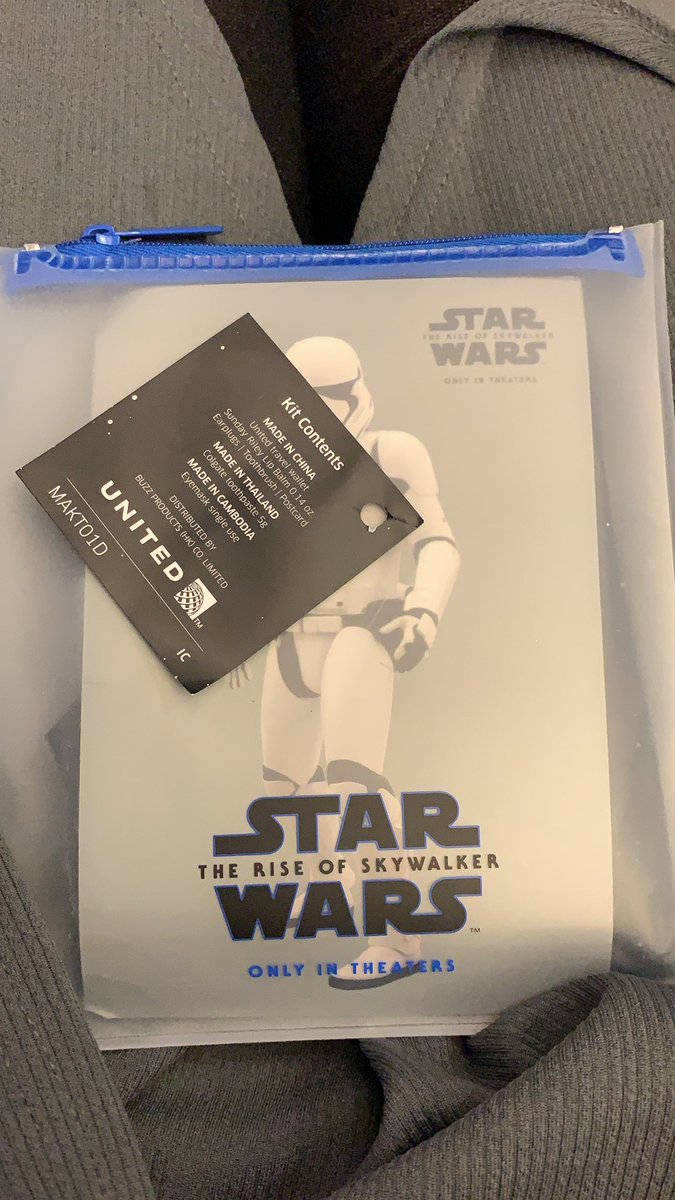 STAR
THE RISE OF SKYWALKER
WARS
ONLY IN THEATERS
Kit Contents
MADE IN CHINA
United travel wallet
Sunday Riley Lip Balm 0.14 oz.
Earplugs | Toothbrush | Postcard
MADE IN THAILAND
Colgate toothpaste 5g
MADE IN CAMBODIA
Eyemask single use
DISTRIBUTED BY
BUZZ PRODUCTS (HK) CO. LIMITED
UNITED
TM
MAKT01D
IC
STAR
THE RISE OF SKYWALKER
WARS TM
ONLY IN THEATERS